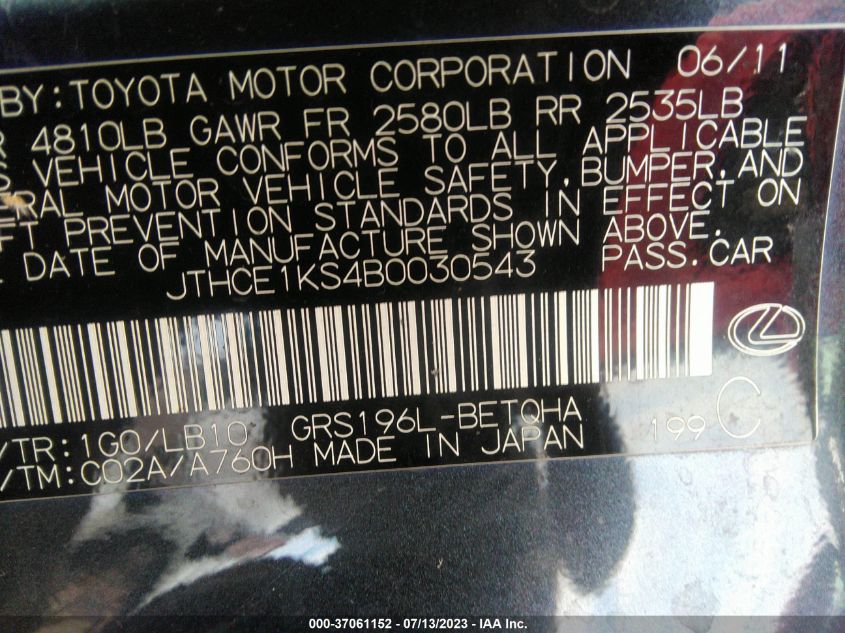 BY: TOYOTA MOTOR CORPORATION 06/11
4810LB GAWR FR 2580LB RR 2535LB
VEHICLE CONFORMS TO ALL APPLICABLE
MOTOR VEHICLE SAFETY, BUMPER, AND
PREVENTION STANDARDS IN EFFECT ON
DATE OF MANUFACTURE SHOWN ABOVE.
JTHCE1KS4B0030543 PASS.CAR
/TR: 1G0/LB10 GRS196L-BETQHA
/TM: C02A/A760H MADE IN JAPAN 199 C
000-37061152 - 07/13/2023 - IAA Inc.